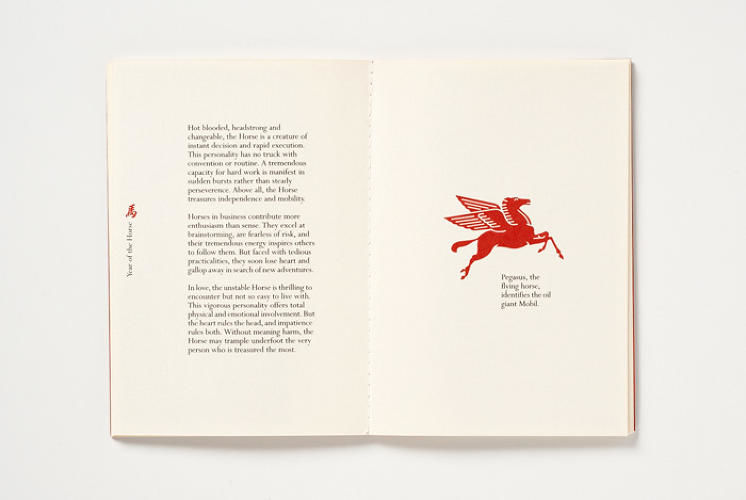 Hot blooded, headstrong and
changeable, the Horse is a creature of
instant decision and rapid execution.
This personality has no truck with
convention or routine. A tremendous
capacity for hard work is manifest in
sudden bursts rather than steady
perseverence. Above all, the Horse
treasures independence and mobility.
Horses in business contribute more
enthusiasm than sense. They excel at
brainstorming, are fearless of risk, and
their tremendous energy inspires others
to follow them. But faced with tedious
practicalities, they soon lose heart and
gallop away in search of new adventures.
In love, the unstable Horse is thrilling to
encounter but not so easy to live with.
This vigorous personality offers total
physical and emotional involvement. But
the heart rules the head, and impatience
rules both. Without meaning harm, the
Horse may trample underfoot the very
person who is treasured the most.
Year of the Horse 馬
Pegasus, the
flying horse,
identifies the oil
giant Mobil.